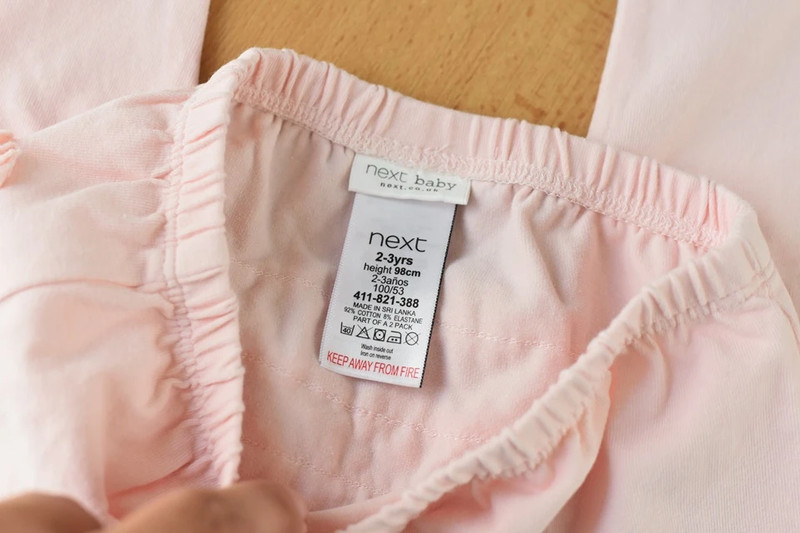 next baby
next.co.uk
next
2-3yrs
height 98cm
2-3años
100/53
411-821-388
MADE IN SRI LANKA
92% COTTON 8% ELASTANE
PART OF A 2 PACK
40
Wash inside out
Iron on reverse
KEEP AWAY FROM FIRE